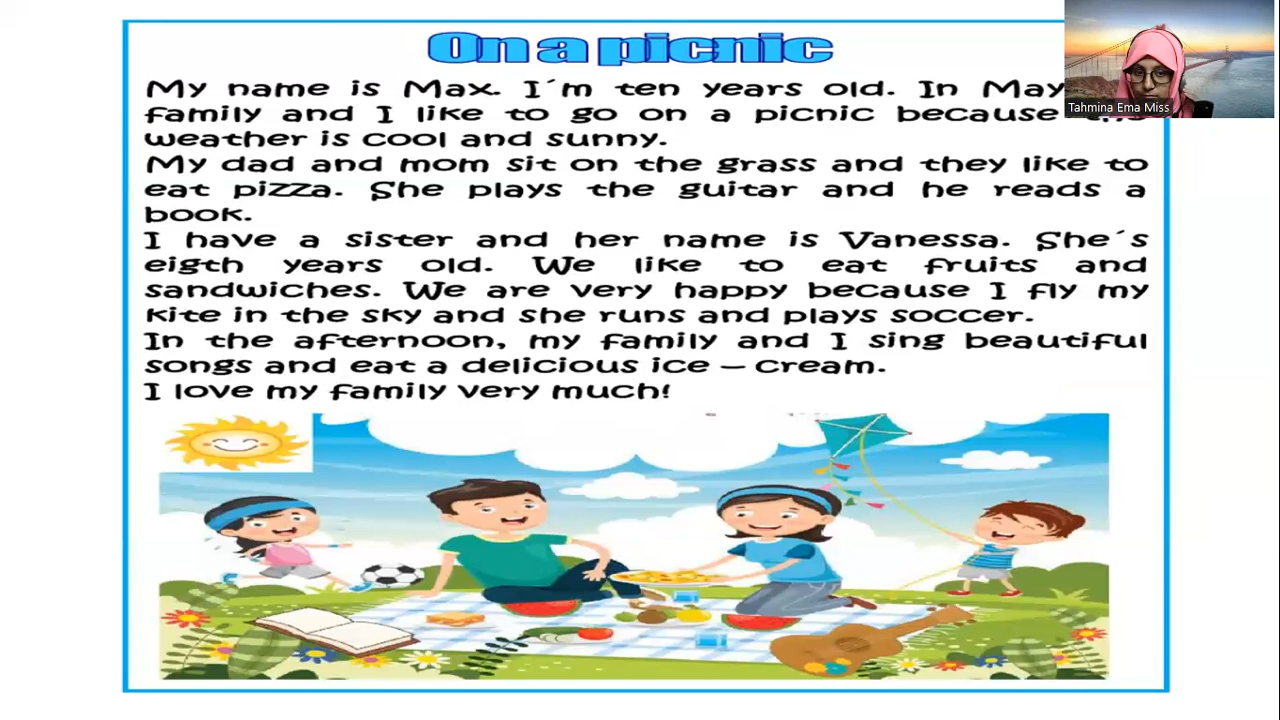 On a picnic
My name is Max. I´m ten years old. In May
family and I like to go on a picnic because
weather is cool and sunny.
My dad and mom sit on the grass and they like to
eat pizza. She plays the guitar and he reads a
book.
I have a sister and her name is Vanessa. She´s
eigth years old. We like to eat fruits and
sandwiches. We are very happy because I fly my
kite in the sky and she runs and plays soccer.
In the afternoon, my family and I sing beautiful
songs and eat a delicious ice – cream.
I love my family very much!
Tahmina Ema Miss